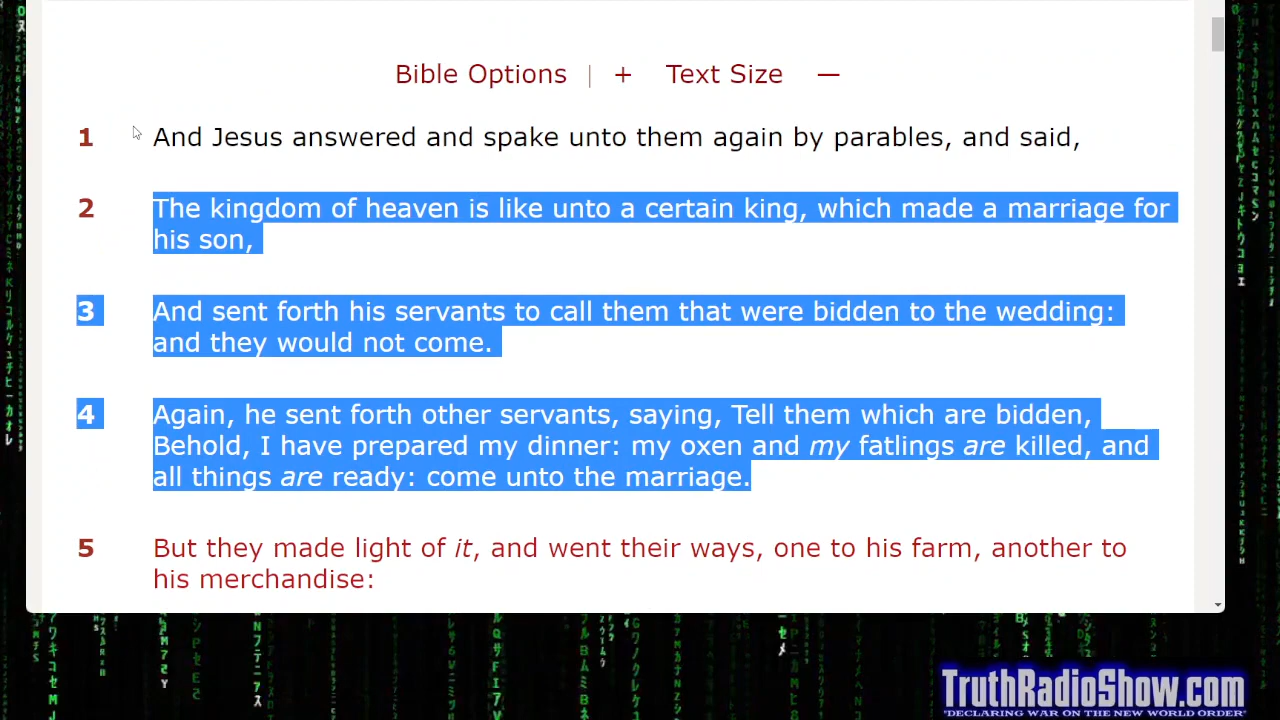 Bible Options | + Text Size —
1 And Jesus answered and spake unto them again by parables, and said,
2 The kingdom of heaven is like unto a certain king, which made a marriage for
his son,
3 And sent forth his servants to call them that were bidden to the wedding:
and they would not come.
4 Again, he sent forth other servants, saying, Tell them which are bidden,
Behold, I have prepared my dinner: my oxen and my fatlings are killed, and
all things are ready: come unto the marriage.
5 But they made light of it, and went their ways, one to his farm, another to
his merchandise:
TruthRadioShow.com
"DECLARING WAR ON THE NEW WORLD ORDER"